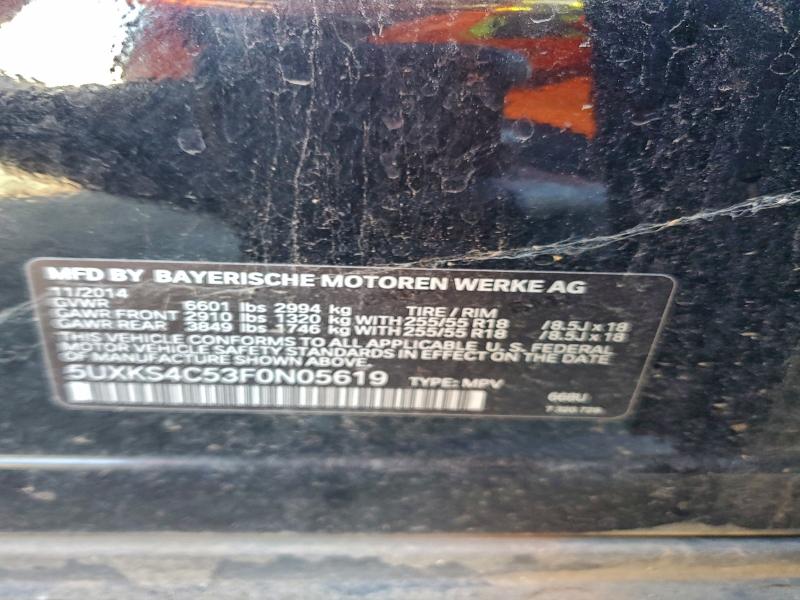 MFD BY BAYERISCHE MOTOREN WERKE AG
11/2014
GVWR 6601 lbs 2994 kg TIRE / RIM
GAWR FRONT 2910 lbs 1320 kg WITH 255/55 R18 /8.5J x 18
GAWR REAR 3849 lbs 1746 kg WITH 255/55 R18 /8.5J x 18
THIS VEHICLE CONFORMS TO ALL APPLICABLE U.S. FEDERAL
MOTOR VEHICLE SAFETY STANDARDS IN EFFECT ON THE DATE
OF MANUFACTURE SHOWN ABOVE.
5UXKS4C53F0N05619 TYPE: MPV